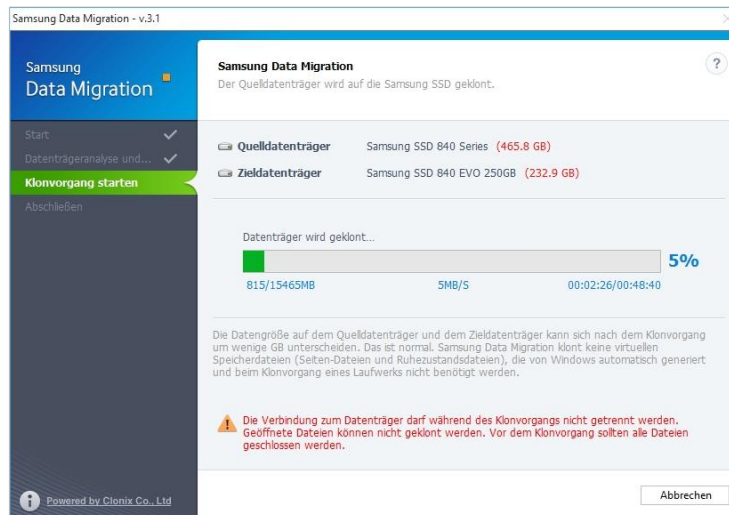 Samsung Data Migration - v.3.1
Samsung
Data Migration
Start
Datenträgeranalyse und...
Klonvorgang starten
Abschließen
Powered by Clonix Co., Ltd
Samsung Data Migration
Der Quelldatenträger wird auf die Samsung SSD geklont.
?
Quelldatenträger Samsung SSD 840 Series (465.8 GB)
Zieldatenträger Samsung SSD 840 EVO 250GB (232.9 GB)
Datenträger wird geklont...
5%
815/15465MB 5MB/S 00:02:26/00:48:40
Die Datengröße auf dem Quelldatenträger und dem Zieldatenträger kann sich nach dem Klonvorgang
um wenige GB unterscheiden. Das ist normal. Samsung Data Migration klont keine virtuellen
Speicherdateien (Seiten-Dateien und Ruhezustandsdateien), die von Windows automatisch generiert
und beim Klonvorgang eines Laufwerks nicht benötigt werden.
Die Verbindung zum Datenträger darf während des Klonvorgangs nicht getrennt werden.
Geöffnete Dateien können nicht geklont werden. Vor dem Klonvorgang sollten alle Dateien
geschlossen werden.
Abbrechen